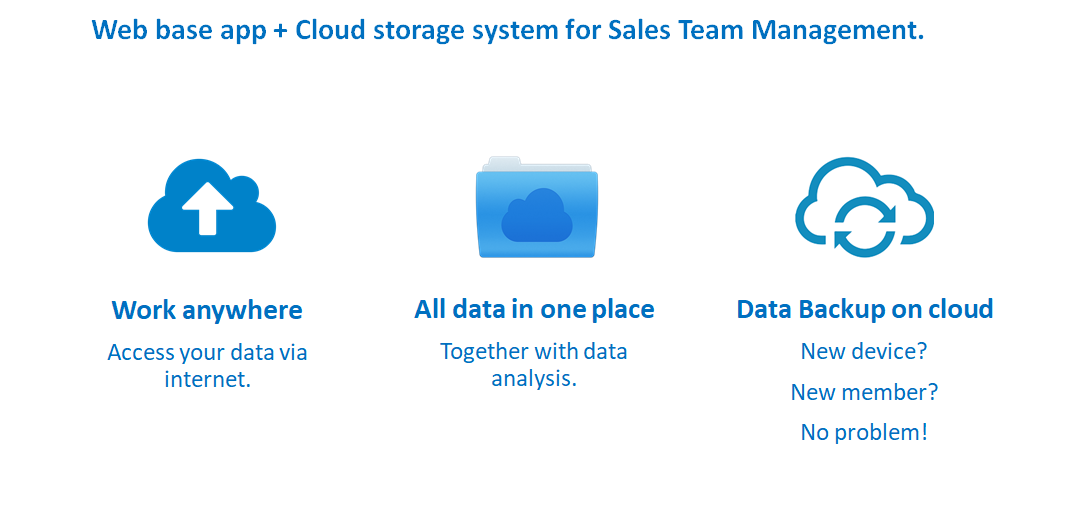 Web base app + Cloud storage system for Sales Team Management.
Work anywhere
Access your data via
internet.
All data in one place
Together with data
analysis.
Data Backup on cloud
New device?
New member?
No problem!